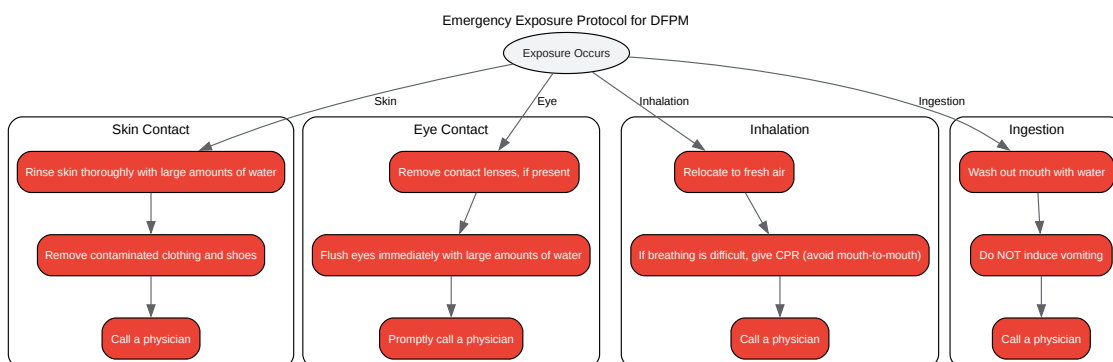 Emergency Exposure Protocol for DFPM
Exposure Occurs
Skin
Eye
Inhalation
Ingestion
Skin Contact
Rinse skin thoroughly with large amounts of water
Remove contaminated clothing and shoes
Call a physician
Eye Contact
Remove contact lenses, if present
Flush eyes immediately with large amounts of water
Promptly call a physician
Inhalation
Relocate to fresh air
If breathing is difficult, give CPR (avoid mouth-to-mouth)
Call a physician
Ingestion
Wash out mouth with water
Do NOT induce vomiting
Call a physician